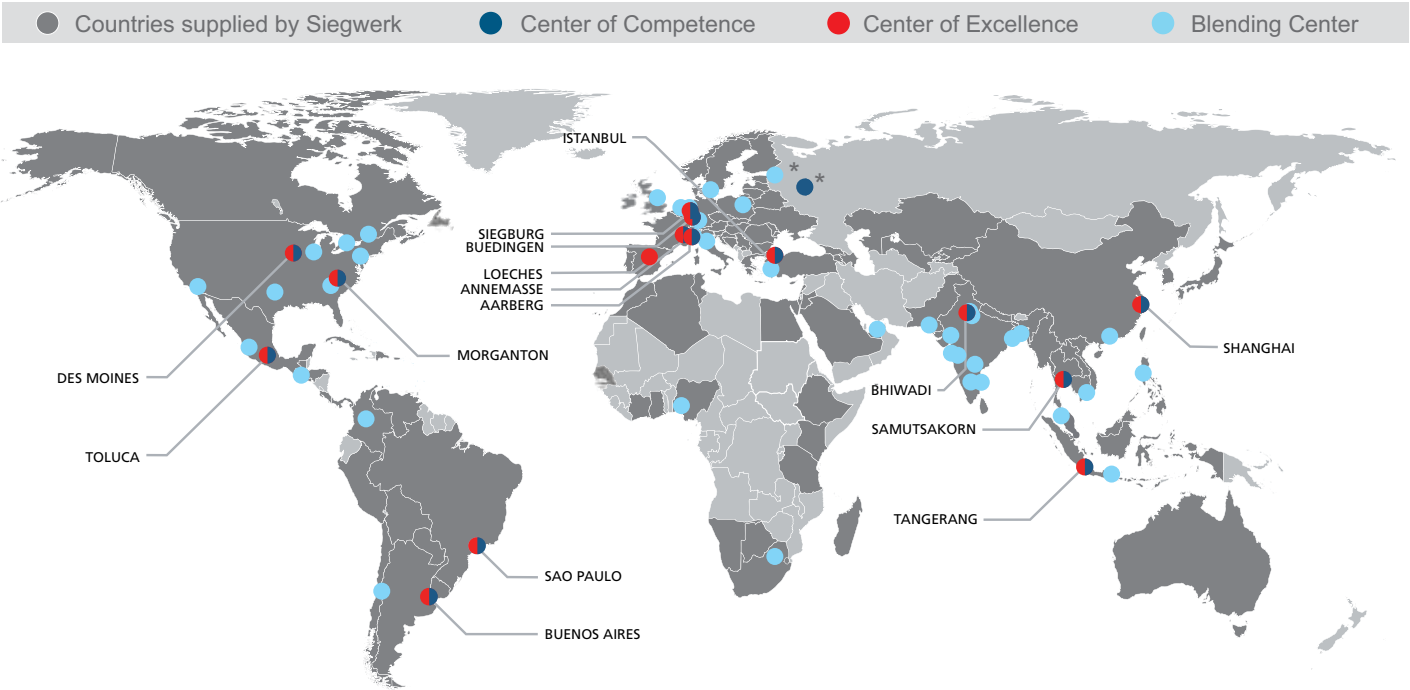 Countries supplied by Siegwerk
Center of Competence
Center of Excellence
Blending Center
ISTANBUL
*
*
SIEGBURG
BUEDINGEN
LOECHES
ANNEMASSE
AARBERG
MORGANTON
DES MOINES
TOLUCA
SHANGHAI
BHIWADI
SAMUTSAKORN
TANGERANG
SAO PAULO
BUENOS AIRES